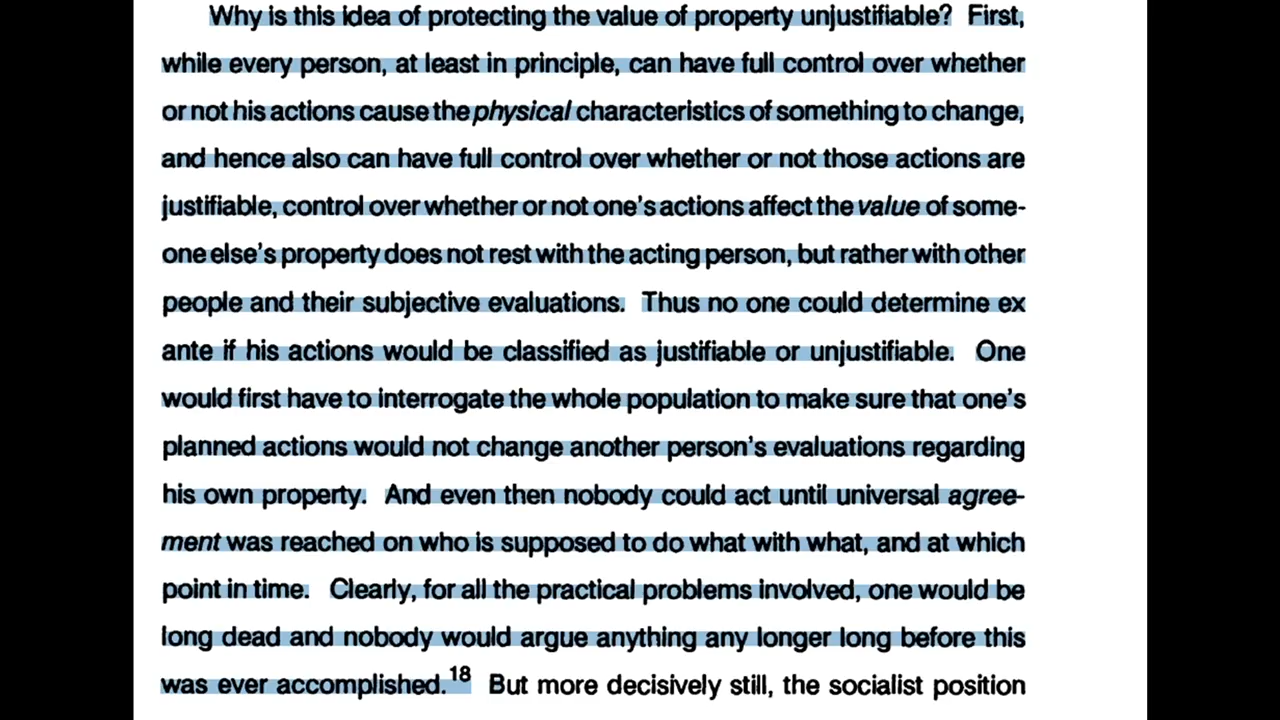 Why is this idea of protecting the value of property unjustifiable? First,
while every person, at least in principle, can have full control over whether
or not his actions cause the physical characteristics of something to change,
and hence also can have full control over whether or not those actions are
justifiable, control over whether or not one's actions affect the value of some-
one else's property does not rest with the acting person, but rather with other
people and their subjective evaluations. Thus no one could determine ex
ante if his actions would be classified as justifiable or unjustifiable. One
would first have to interrogate the whole population to make sure that one's
planned actions would not change another person's evaluations regarding
his own property. And even then nobody could act until universal agree-
ment was reached on who is supposed to do what with what, and at which
point in time. Clearly, for all the practical problems involved, one would be
long dead and nobody would argue anything any longer long before this
was ever accomplished.18 But more decisively still, the socialist position